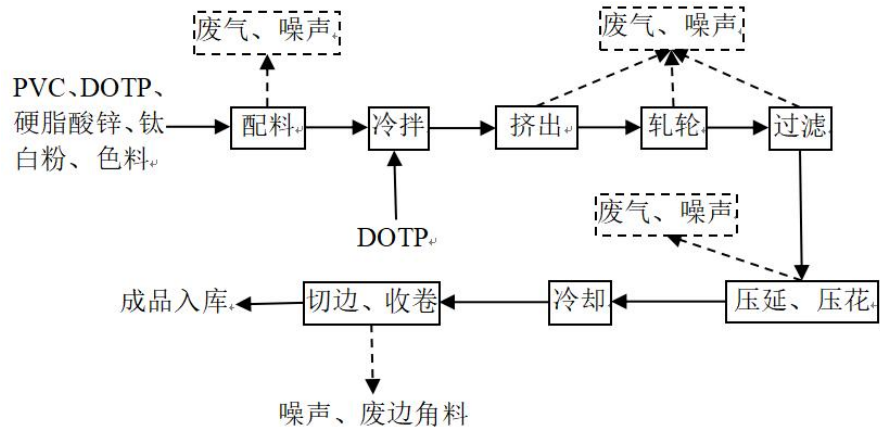 废气、噪声
废气、噪声
PVC、DOTP、
硬脂酸锌、钛
白粉、色料
配料
冷拌
挤出
轧轮
过滤
DOTP
废气、噪声
成品入库
切边、收卷
冷却
压延、压花
噪声、废边角料